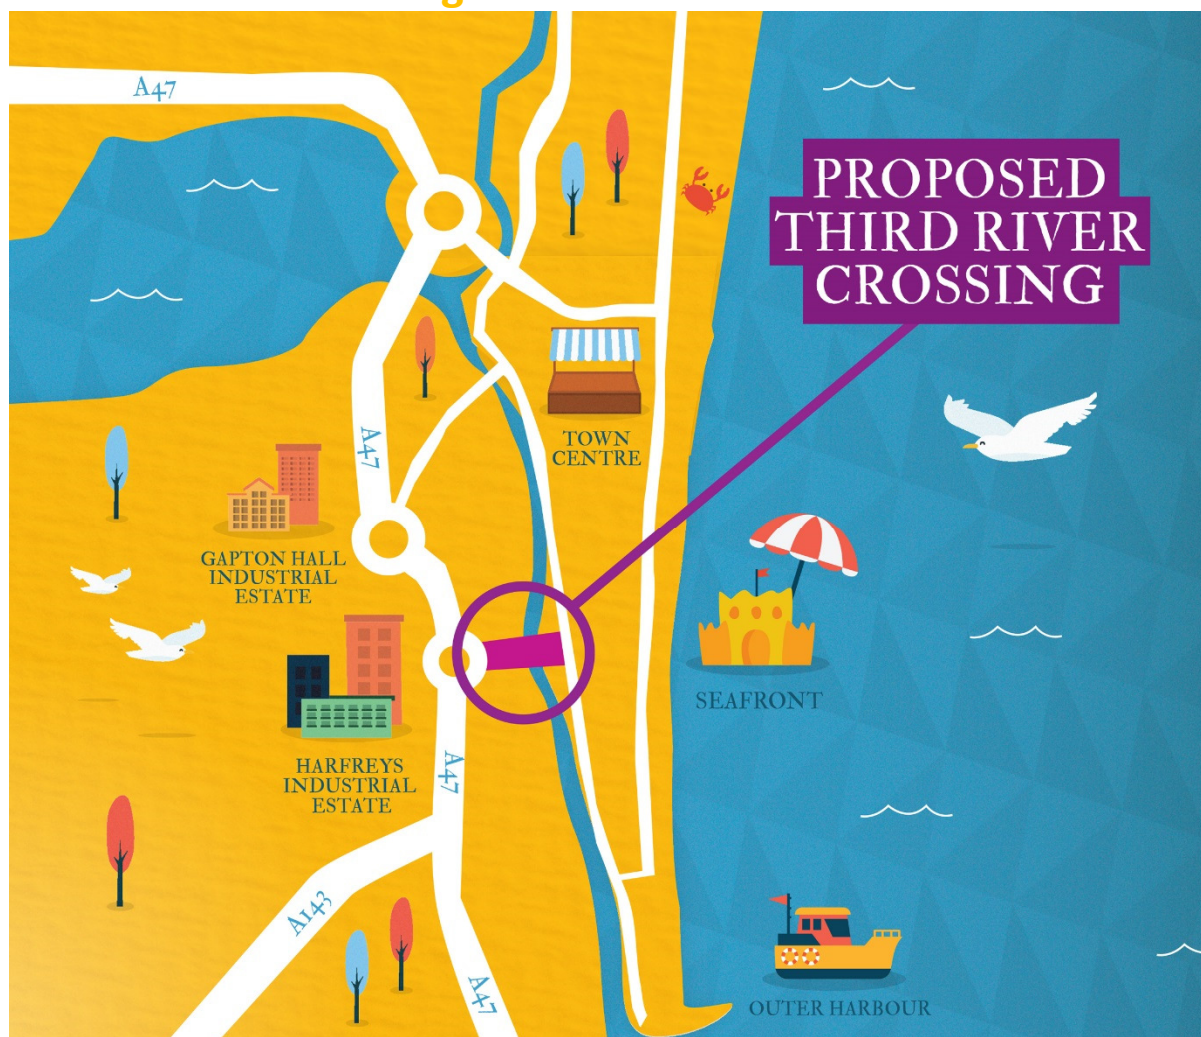 A47
PROPOSED
THIRD RIVER
CROSSING
TOWN
CENTRE
A47
GAPTON HALL
INDUSTRIAL
ESTATE
SEAFRONT
HARFREYS
INDUSTRIAL
ESTATE
A47
A143
A47
OUTER HARBOUR